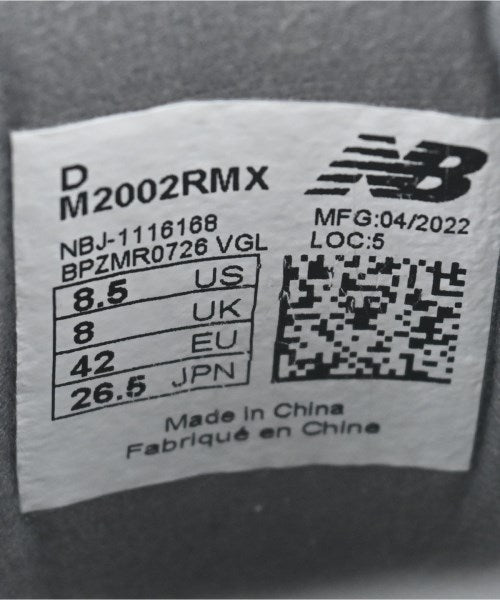 D
M2002RMX
NB
NBJ-1116168
BPZMR0726 VGL
MFG:04/2022
LOC:5
8.5 US
8 UK
42 EU
26.5 JPN
Made in China
Fabriqué en Chine